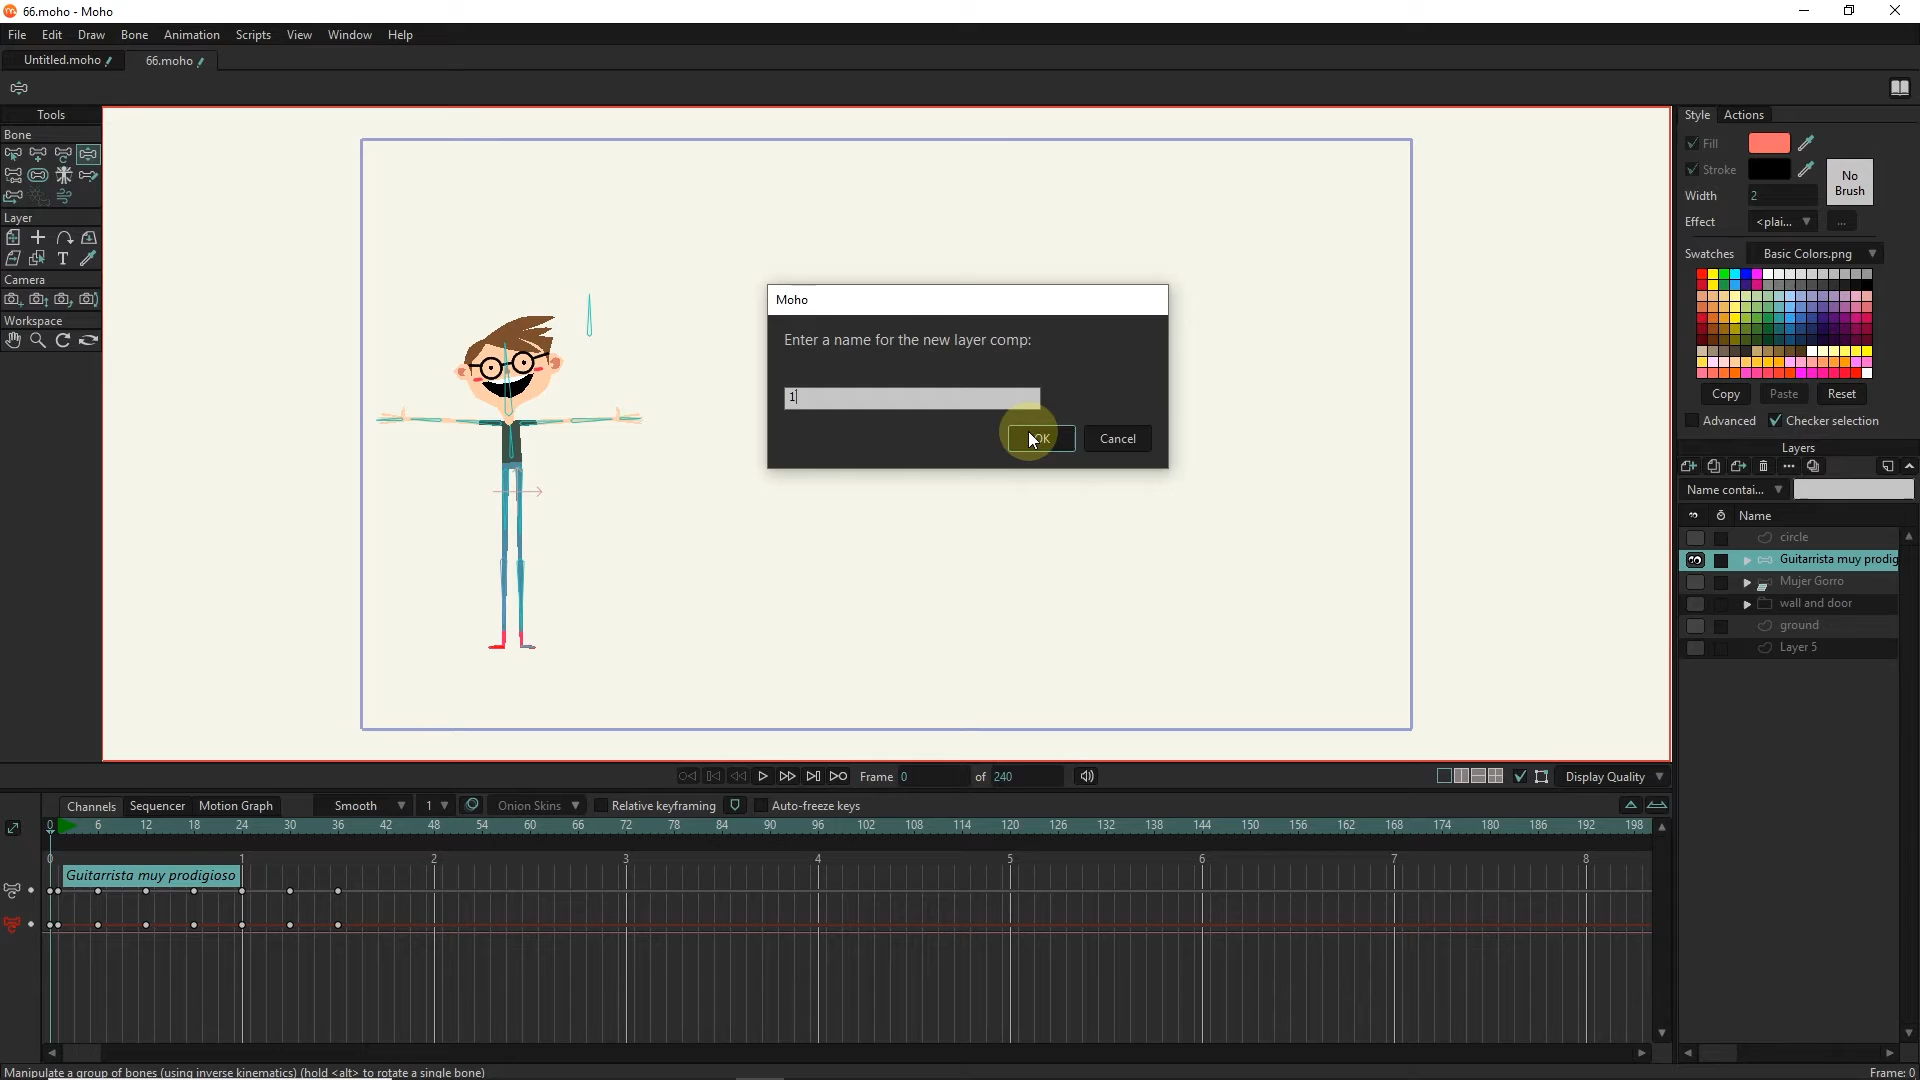 66.moho - Moho
File Edit Draw Bone Animation Scripts View Window Help
Untitled.moho 66.moho
Tools
Bone
Layer
T
Camera
Workspace
Moho
Enter a name for the new layer comp:
1
OK Cancel
Style Actions
Fill
Stroke
No
Brush
Width 2
Effect <plai... ...
Swatches Basic Colors.png
Copy Paste Reset
Advanced Checker selection
Layers
Name contai...
Name
circle
Guitarrista muy prodig
Mujer Gorro
wall and door
ground
Layer 5
Frame 0 of 240 Display Quality
Channels Sequencer Motion Graph Smooth 1 Onion Skins Relative keyframing Auto-freeze keys
0 6 12 18 24 30 36 42 48 54 60 66 72 78 84 90 96 102 108 114 120 126 132 138 144 150 156 162 168 174 180 186 192 198
0 1 2 3 4 5 6 7 8
Guitarrista muy prodigioso
Manipulate a group of bones (using inverse kinematics) (hold <alt> to rotate a single bone) Frame: 0